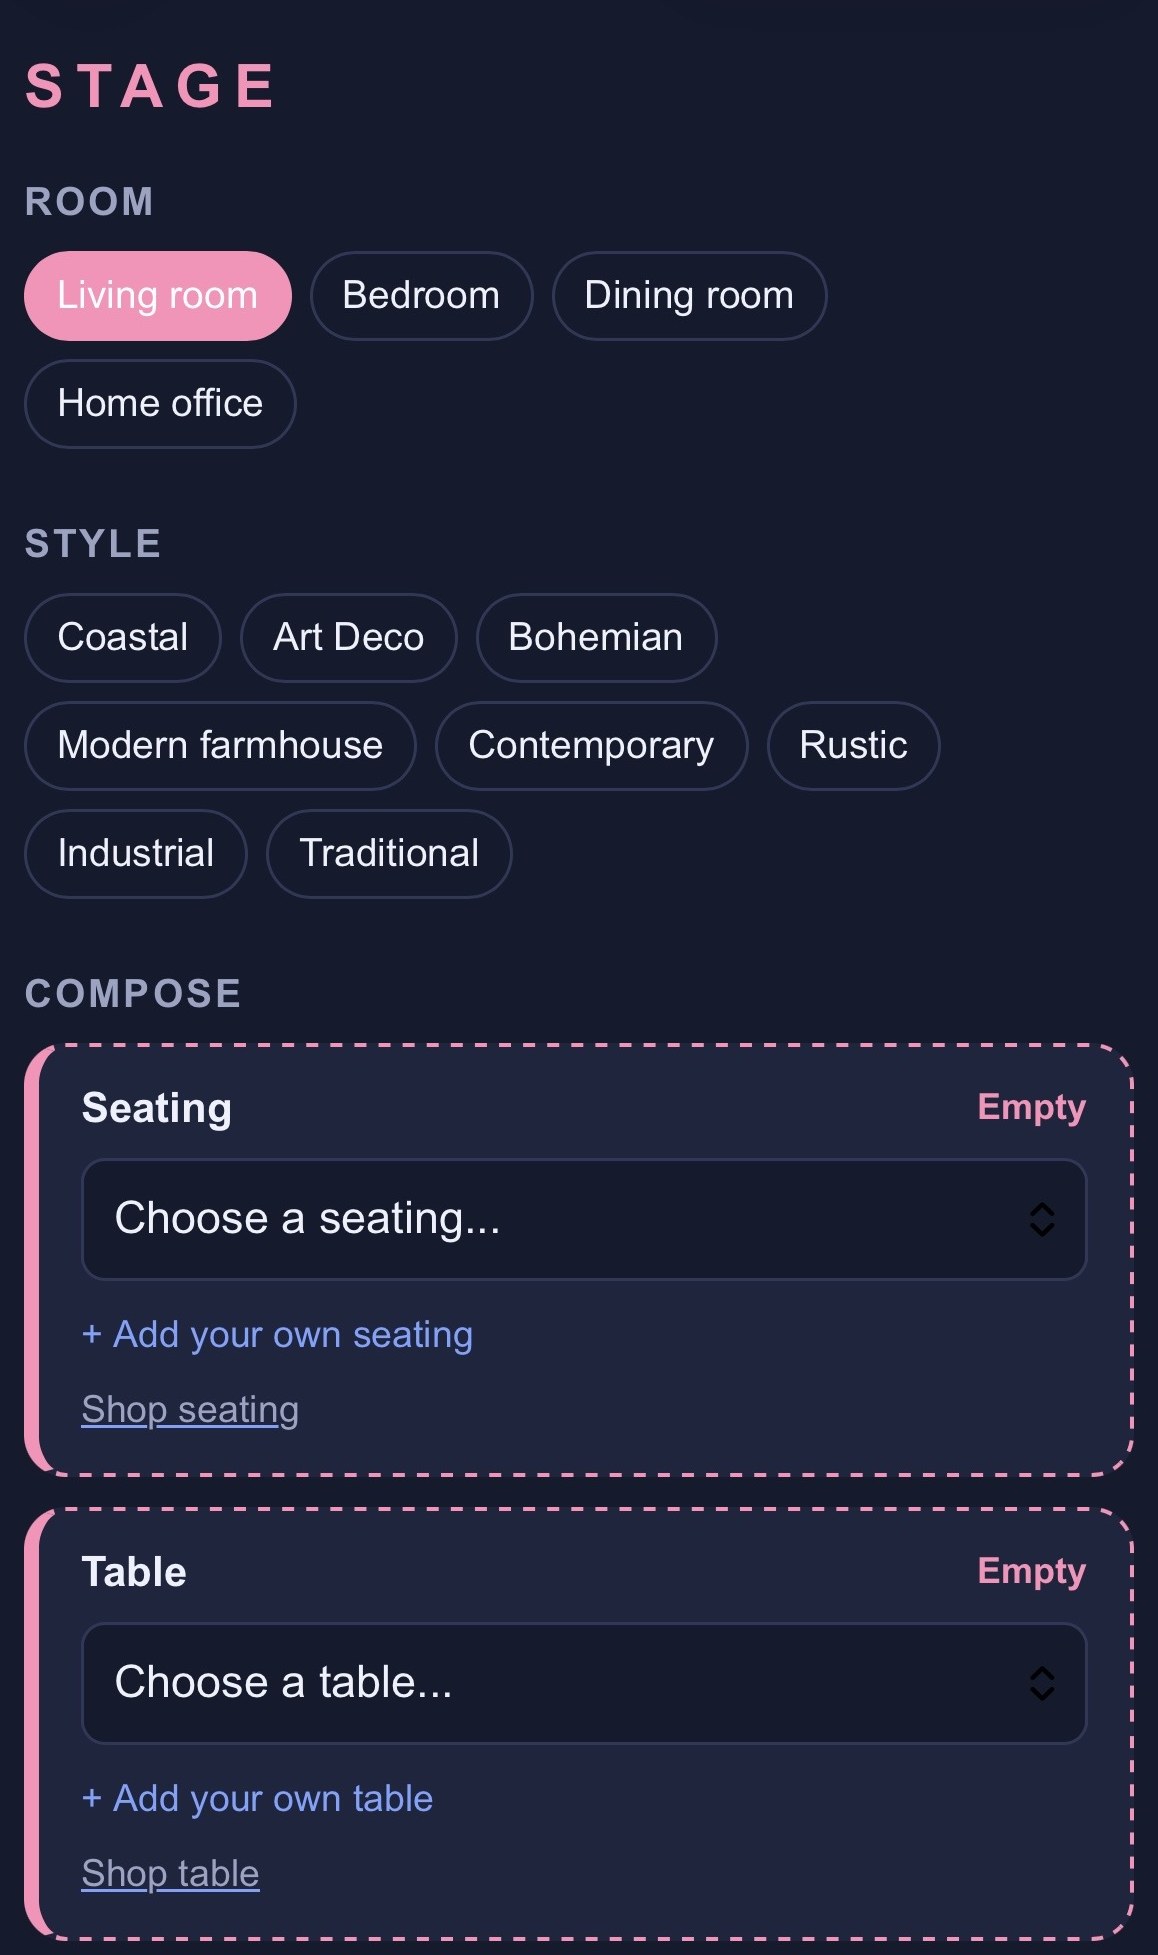 STAGE
ROOM
Living room
Bedroom
Dining room
Home office
STYLE
Coastal
Art Deco
Bohemian
Modern farmhouse
Contemporary
Rustic
Industrial
Traditional
COMPOSE
Seating
Empty
Choose a seating...
+ Add your own seating
Shop seating
Table
Empty
Choose a table...
+ Add your own table
Shop table